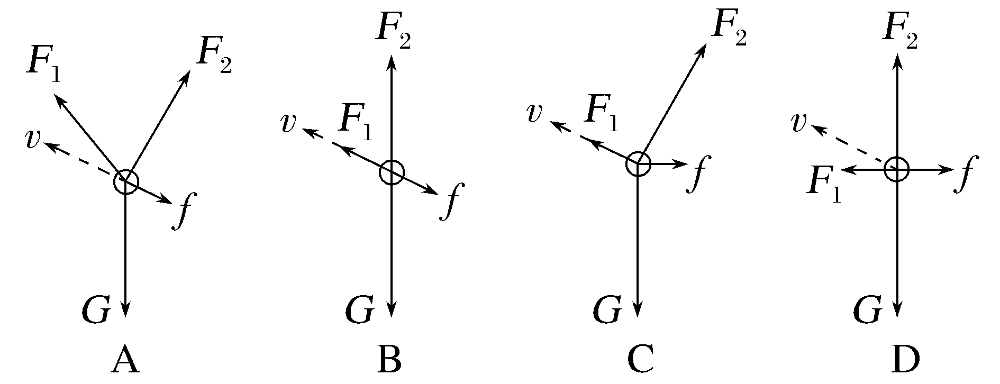 F₁ F₂ v f G A
F₂ v F₁ f G B
F₂ v F₁ f G C
F₂ v F₁ f G D